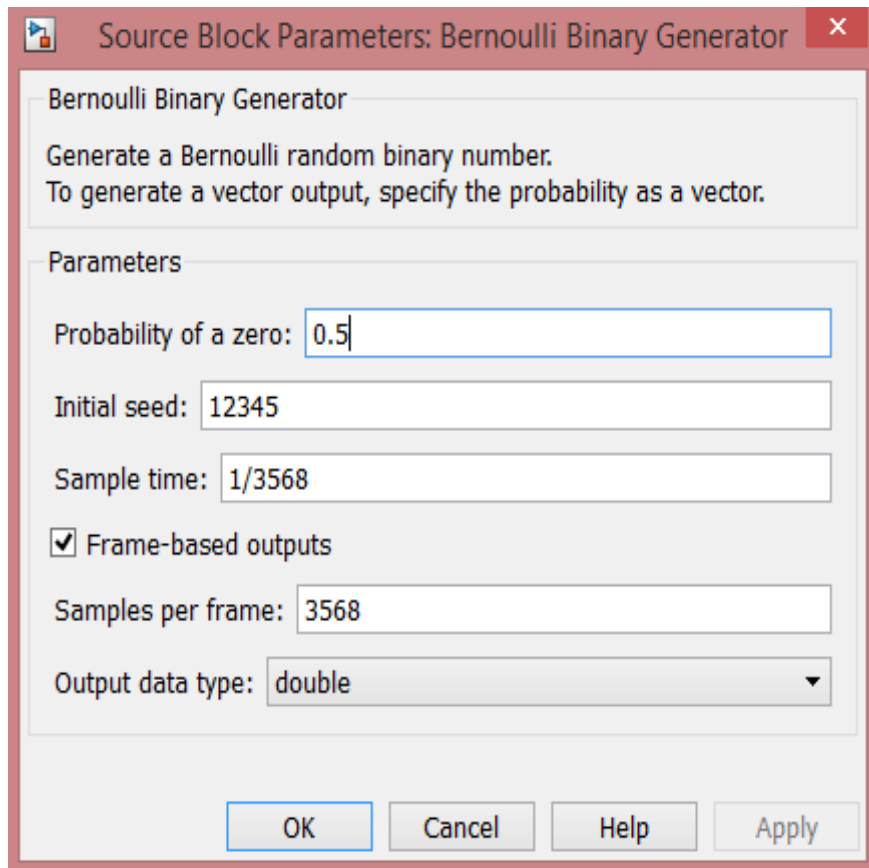 Source Block Parameters: Bernoulli Binary Generator
Bernoulli Binary Generator
Generate a Bernoulli random binary number.
To generate a vector output, specify the probability as a vector.
Parameters
Probability of a zero: 0.5
Initial seed: 12345
Sample time: 1/3568
Frame-based outputs
Samples per frame: 3568
Output data type: double
OK Cancel Help Apply